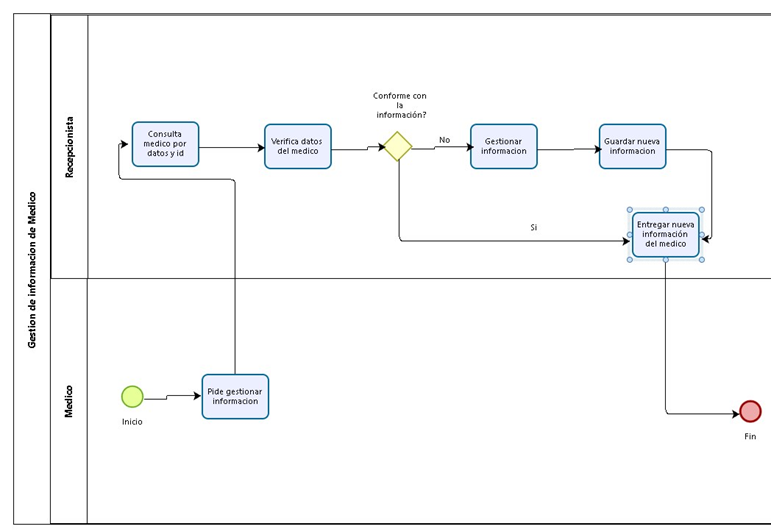 Gestion de informacion de Medico
Recepcionista
Consulta
medico por
datos y id
Verifica datos
del medico
Conforme con
la
información?
No
Gestionar
informacion
Guardar nueva
informacion
Si
Entregar nueva
información
del medico
Medico
Inicio
Pide gestionar
informacion
Fin